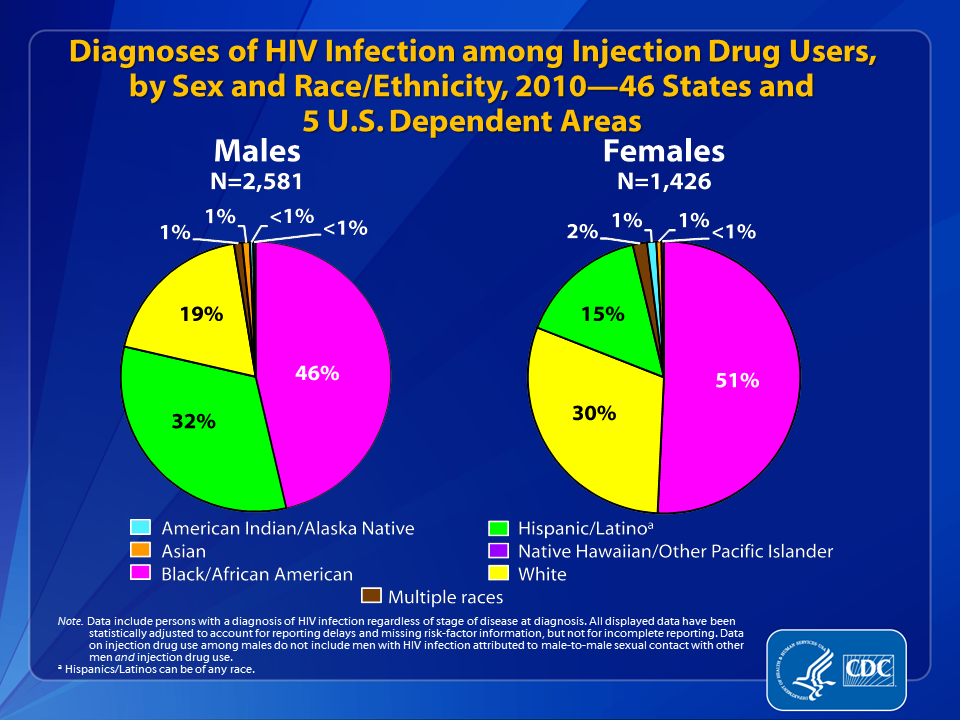 Diagnoses of HIV Infection among Injection Drug Users,
by Sex and Race/Ethnicity, 2010—46 States and
5 U.S. Dependent Areas
Males
N=2,581
Females
N=1,426
1%
1%
<1%
<1%
2%
1%
1%
<1%
19%
46%
32%
15%
51%
30%
American Indian/Alaska Native
Asian
Black/African American
Hispanic/Latinoᵃ
Native Hawaiian/Other Pacific Islander
White
Multiple races
Note. Data include persons with a diagnosis of HIV infection regardless of stage of disease at diagnosis. All displayed data have been
statistically adjusted to account for reporting delays and missing risk-factor information, but not for incomplete reporting. Data
on injection drug use among males do not include men with HIV infection attributed to male-to-male sexual contact with other
men and injection drug use.
ᵃ Hispanics/Latinos can be of any race.
DEPARTMENT OF HEALTH & HUMAN SERVICES USA
CDC